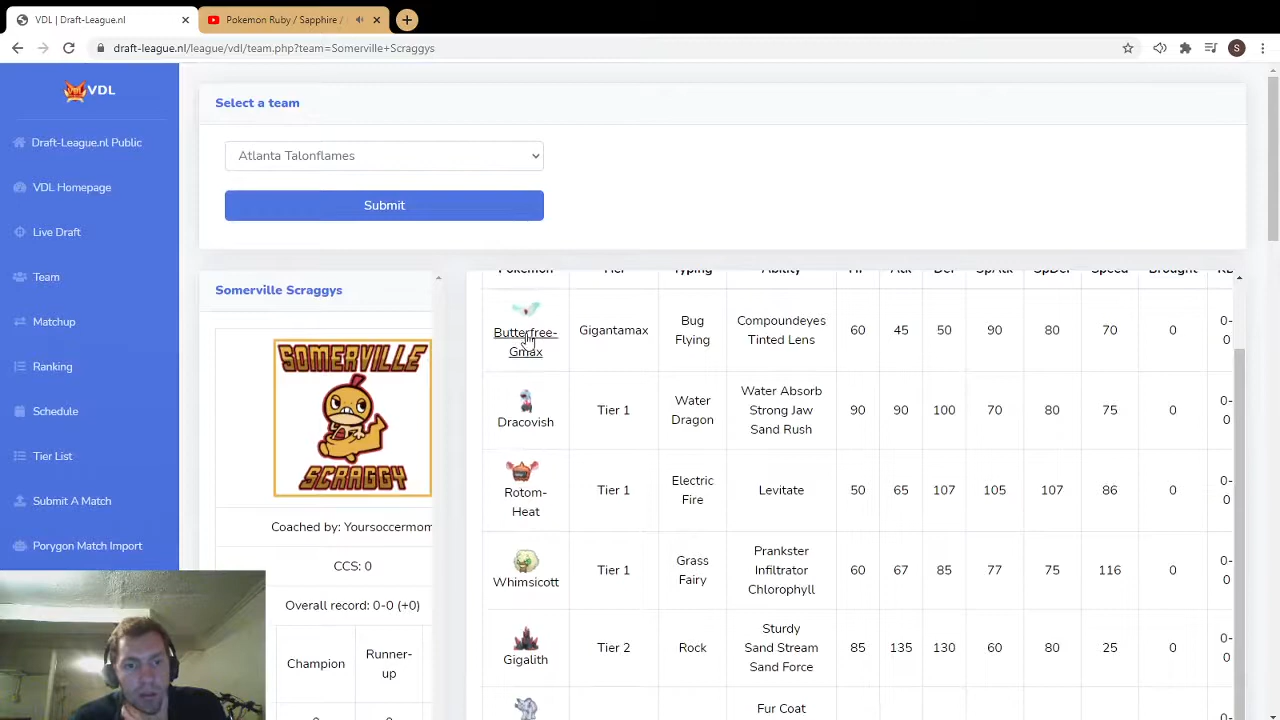 VDL | Draft-League.nl
Pokemon Ruby / Sapphire /
draft-league.nl/league/vdl/team.php?team=Somerville+Scraggys
S
VDL
Draft-League.nl Public
VDL Homepage
Live Draft
Team
Matchup
Ranking
Schedule
Tier List
Submit A Match
Porygon Match Import
Select a team
Atlanta Talonflames
Submit
Somerville Scraggys
SOMERVILLE
SCRAGGY
Coached by: Yoursoccermom
CCS: 0
Overall record: 0-0 (+0)
Champion
Runner-
up
Pokemon Tier Typing Ability HP Atk Def SpAtk SpDef Speed Brought
Butterfree-
Gmax
Gigantamax
Bug
Flying
Compoundeyes
Tinted Lens
60 45 50 90 80 70 0 0-
0
Dracovish
Tier 1
Water
Dragon
Water Absorb
Strong Jaw
Sand Rush
90 90 100 70 80 75 0 0-
0
Rotom-
Heat
Tier 1
Electric
Fire
Levitate
50 65 107 105 107 86 0 0-
0
Whimsicott
Tier 1
Grass
Fairy
Prankster
Infiltrator
Chlorophyll
60 67 85 77 75 116 0 0-
0
Gigalith
Tier 2
Rock
Sturdy
Sand Stream
Sand Force
85 135 130 60 80 25 0 0-
0
Fur Coat